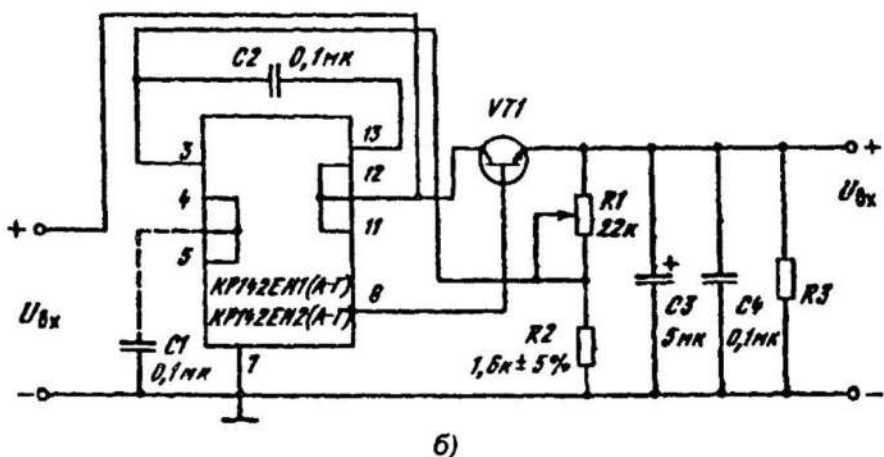 C2
0,1мк
VT1
13
3
12
+
+
4
R1
Uвх
22к
11
5
+
КР142ЕН1(А-Г)
8
R3
КР142ЕН2(А-Г)
Uвх
C3
C4
R2
C1
5мк
0,1мк
7
1,6к ± 5%
0,1мк
–
–
б)